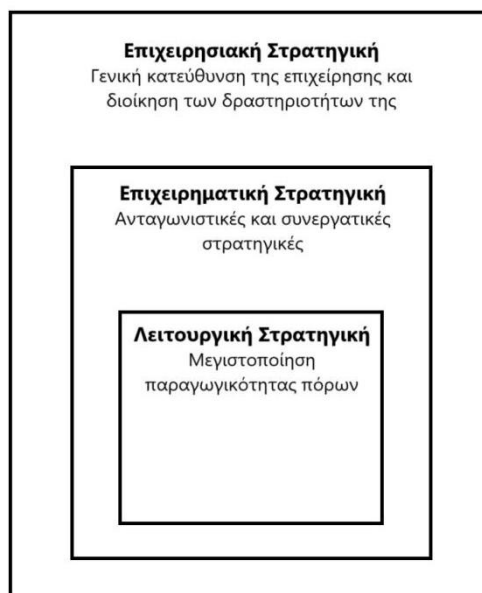 Επιχειρησιακή Στρατηγική
Γενική κατεύθυνση της επιχείρησης και
διοίκηση των δραστηριοτήτων της
Επιχειρηματική Στρατηγική
Ανταγωνιστικές και συνεργατικές
στρατηγικές
Λειτουργική Στρατηγική
Μεγιστοποίηση
παραγωγικότητας πόρων